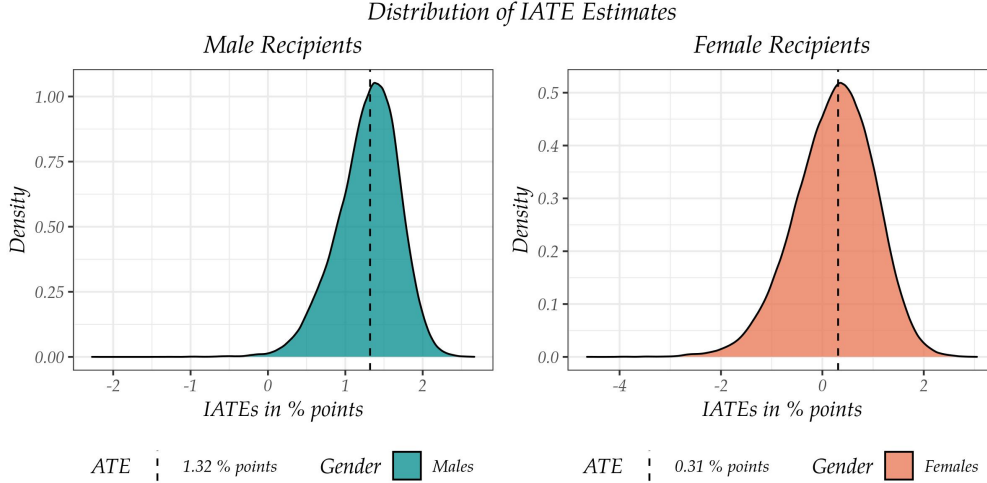 Distribution of IATE Estimates
Male Recipients
Female Recipients
Density
1.00
0.75
0.50
0.25
0.00
-2 -1 0 1 2
IATEs in % points
Density
0.5
0.4
0.3
0.2
0.1
0.0
-4 -2 0 2
IATEs in % points
ATE 1.32 % points Gender Males
ATE 0.31 % points Gender Females